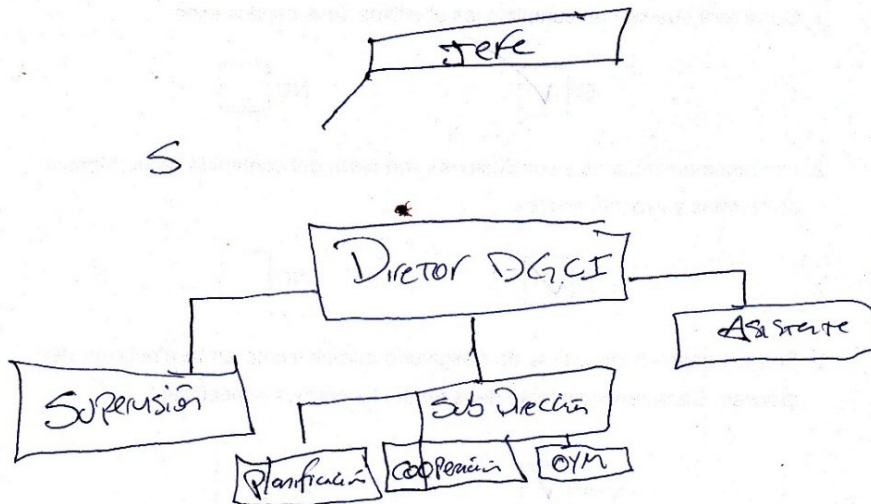 Jefe
S
Diretor DGCI
Asistente
Supervisión
Sub Dirección
Planificación
Cooperación
OYM